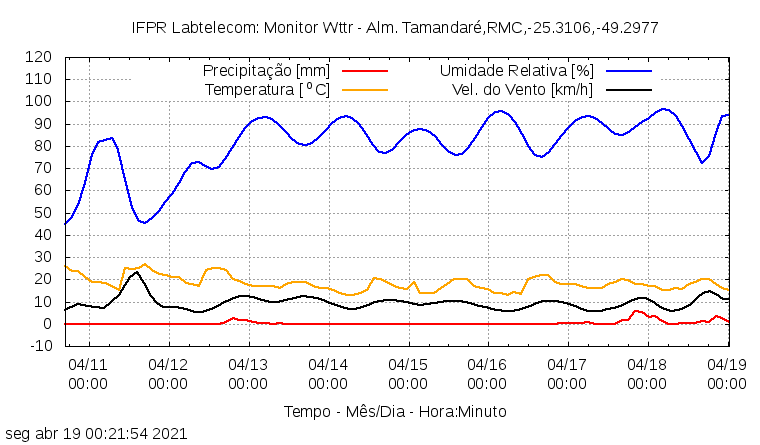 IFPR Labtelecom: Monitor Wttr - Alm. Tamandaré,RMC,-25.3106,-49.2977
Precipitação [mm]
Temperatura [ ⁰C]
Umidade Relativa [%]
Vel. do Vento [km/h]
120
110
100
90
80
70
60
50
40
30
20
10
0
-10
04/11 04/12 04/13 04/14 04/15 04/16 04/17 04/18 04/19
00:00 00:00 00:00 00:00 00:00 00:00 00:00 00:00 00:00
Tempo - Mês/Dia - Hora:Minuto
seg abr 19 00:21:54 2021